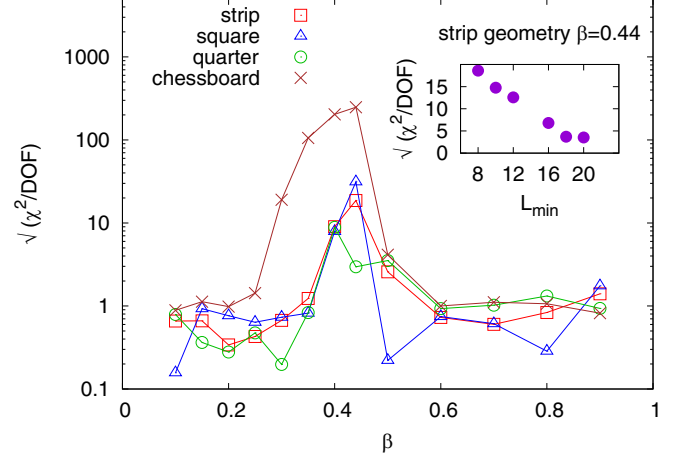 strip
square
quarter
chessboard
strip geometry β=0.44
√ (χ²/DOF)
1000
100
10
1
0.1
0
0.2
0.4
0.6
0.8
1
β
√ (χ²/DOF)
15
10
5
0
8
12
16
20
L_min